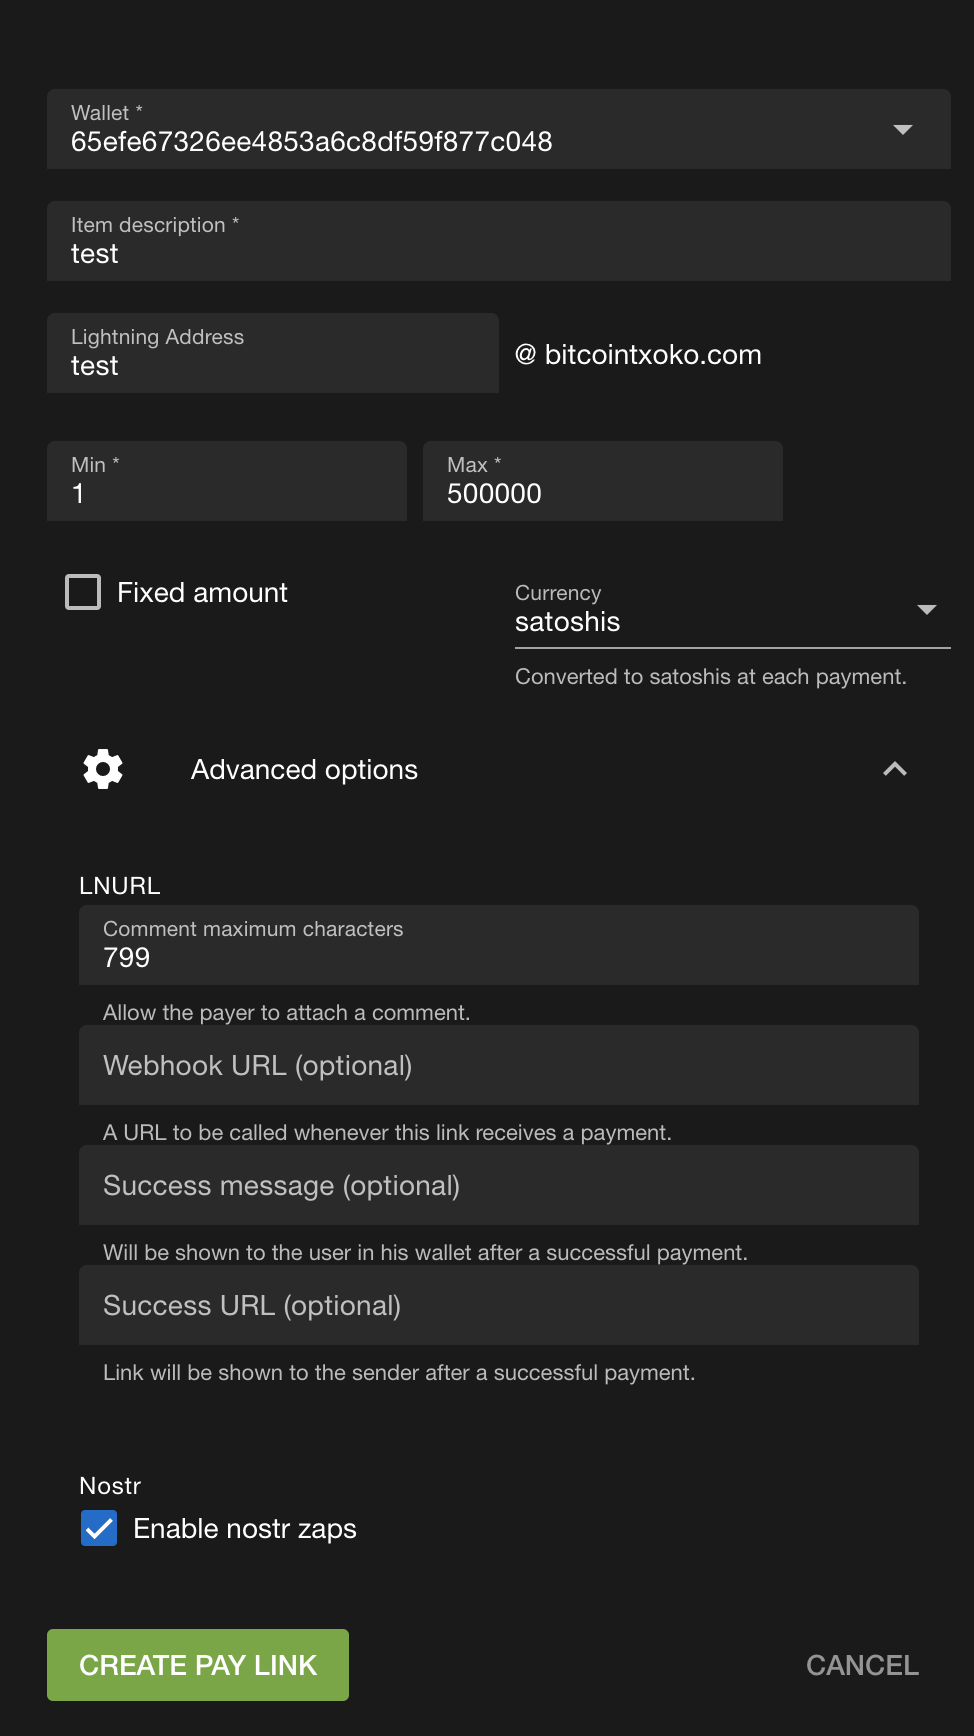 Wallet *
65efe67326ee4853a6c8df59f877c048
Item description *
test
Lightning Address
test
@ bitcointxoko.com
Min *
1
Max *
500000
Fixed amount
Currency
satoshis
Converted to satoshis at each payment.
Advanced options
LNURL
Comment maximum characters
799
Allow the payer to attach a comment.
Webhook URL (optional)
A URL to be called whenever this link receives a payment.
Success message (optional)
Will be shown to the user in his wallet after a successful payment.
Success URL (optional)
Link will be shown to the sender after a successful payment.
Nostr
Enable nostr zaps
CREATE PAY LINK
CANCEL